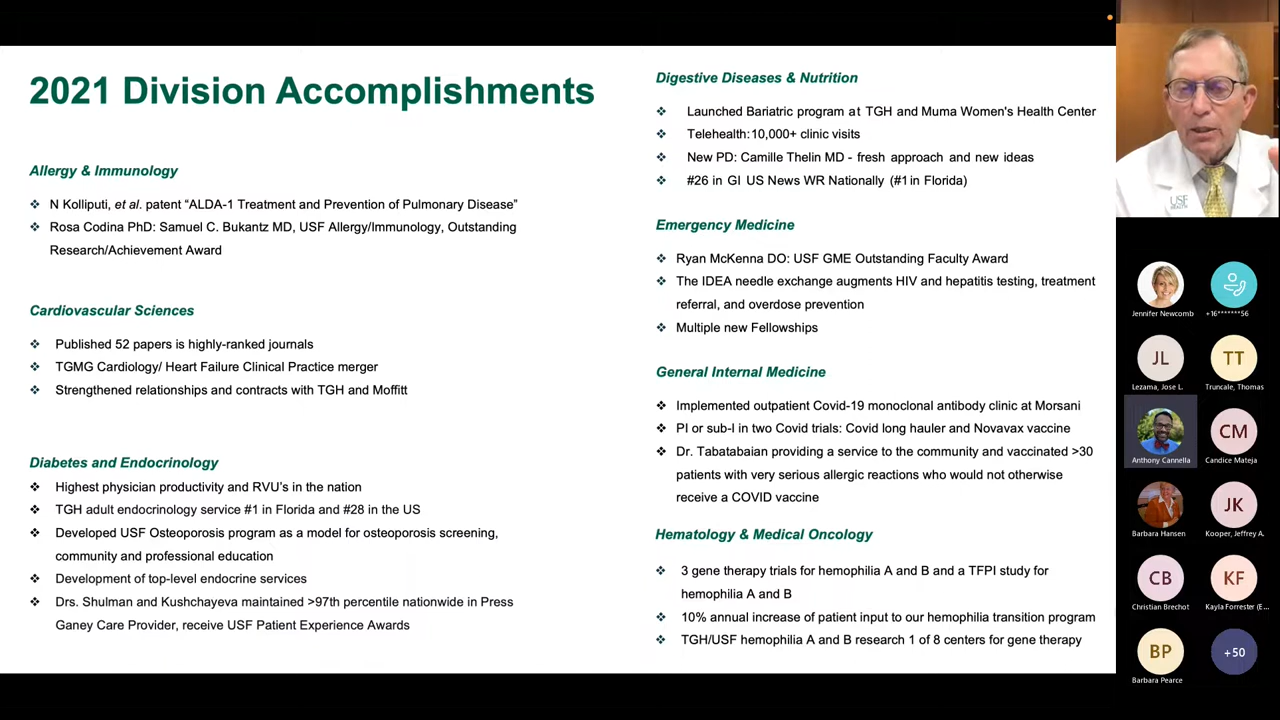 2021 Division Accomplishments
Allergy & Immunology
❖ N Kolliputi, et al. patent “ALDA-1 Treatment and Prevention of Pulmonary Disease”
❖ Rosa Codina PhD: Samuel C. Bukantz MD, USF Allergy/Immunology, Outstanding
Research/Achievement Award
Cardiovascular Sciences
❖ Published 52 papers is highly-ranked journals
❖ TGMG Cardiology/ Heart Failure Clinical Practice merger
❖ Strengthened relationships and contracts with TGH and Moffitt
Diabetes and Endocrinology
❖ Highest physician productivity and RVU’s in the nation
❖ TGH adult endocrinology service #1 in Florida and #28 in the US
❖ Developed USF Osteoporosis program as a model for osteoporosis screening,
community and professional education
❖ Development of top-level endocrine services
❖ Drs. Shulman and Kushchayeva maintained >97th percentile nationwide in Press
Ganey Care Provider, receive USF Patient Experience Awards
Digestive Diseases & Nutrition
❖ Launched Bariatric program at TGH and Muma Women's Health Center
❖ Telehealth:10,000+ clinic visits
❖ New PD: Camille Thelin MD - fresh approach and new ideas
❖ #26 in GI US News WR Nationally (#1 in Florida)
Emergency Medicine
❖ Ryan McKenna DO: USF GME Outstanding Faculty Award
❖ The IDEA needle exchange augments HIV and hepatitis testing, treatment
referral, and overdose prevention
❖ Multiple new Fellowships
General Internal Medicine
❖ Implemented outpatient Covid-19 monoclonal antibody clinic at Morsani
❖ PI or sub-I in two Covid trials: Covid long hauler and Novavax vaccine
❖ Dr. Tabatabaian providing a service to the community and vaccinated >30
patients with very serious allergic reactions who would not otherwise
receive a COVID vaccine
Hematology & Medical Oncology
❖ 3 gene therapy trials for hemophilia A and B and a TFPI study for
hemophilia A and B
❖ 10% annual increase of patient input to our hemophilia transition program
❖ TGH/USF hemophilia A and B research 1 of 8 centers for gene therapy
USF
HEALTH
Jennifer Newcomb
+16*******56
JL
Lezama, Jose L.
TT
Truncale, Thomas
Anthony Cannella
CM
Candice Mateja
Barbara Hansen
JK
Kooper, Jeffrey A.
CB
Christian Brechot
KF
Kayla Forrester (E...
BP
Barbara Pearce
+50